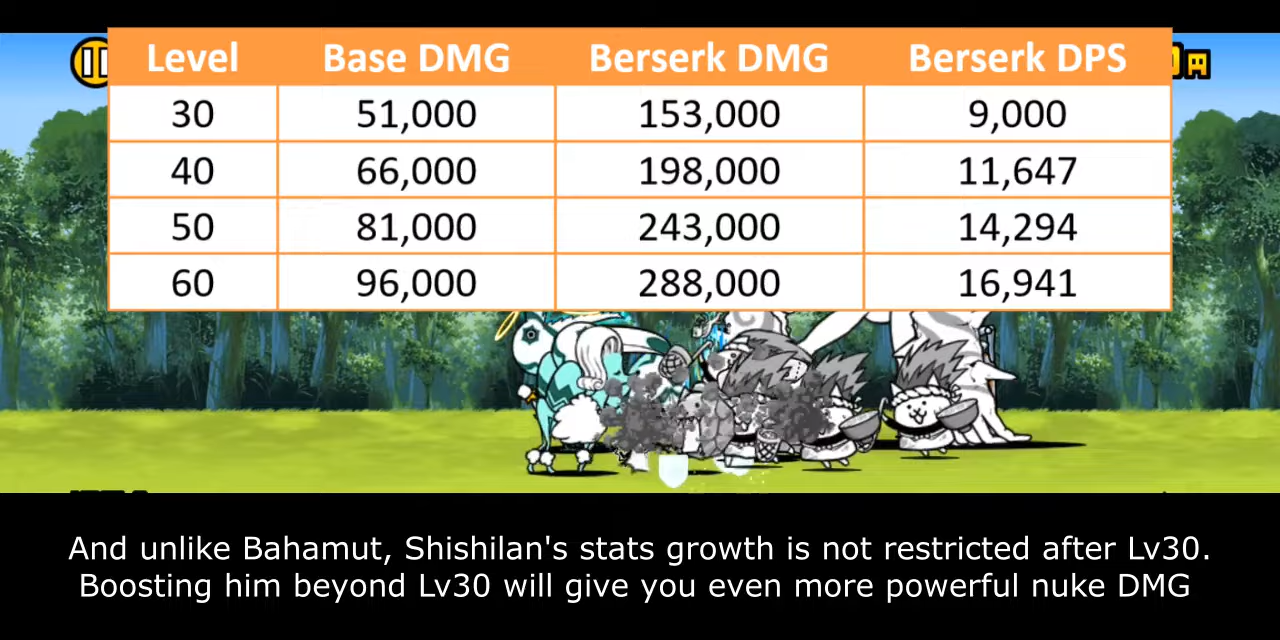 Level Base DMG Berserk DMG Berserk DPS
30 51,000 153,000 9,000
40 66,000 198,000 11,647
50 81,000 243,000 14,294
60 96,000 288,000 16,941
And unlike Bahamut, Shishilan's stats growth is not restricted after Lv30.
Boosting him beyond Lv30 will give you even more powerful nuke DMG